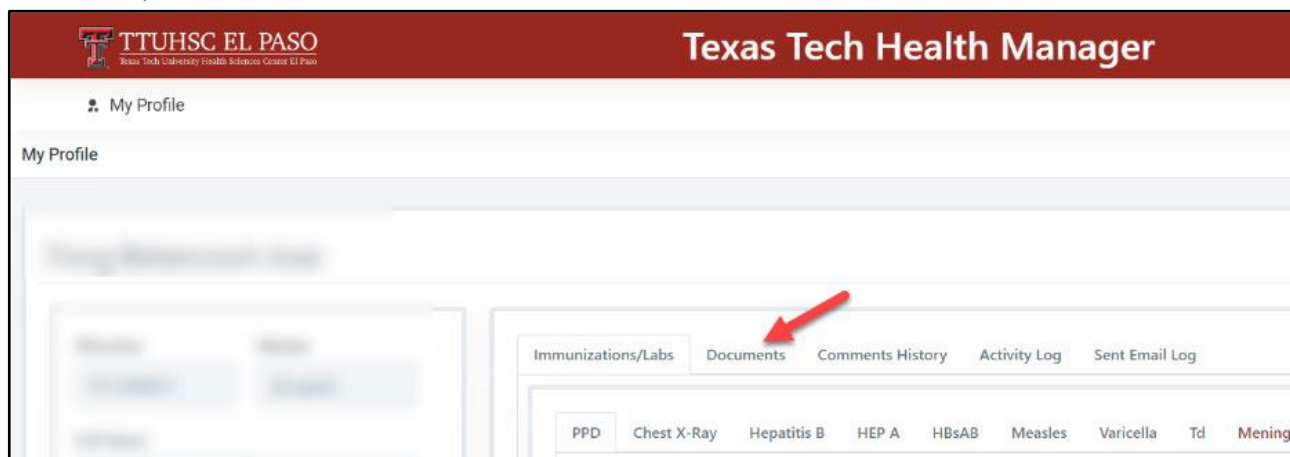 TTUHSC EL PASO
Texas Tech University Health Sciences Center El Paso
Texas Tech Health Manager
My Profile
My Profile
Immunizations/Labs Documents Comments History Activity Log Sent Email Log
PPD Chest X-Ray Hepatitis B HEP A HBsAB Measles Varicella Td Mening